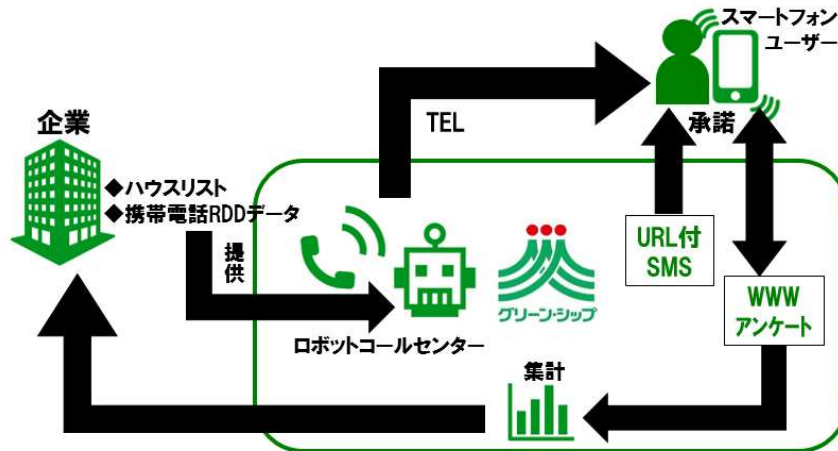 スマートフォン
ユーザー
企業
TEL
承諾
◆ハウスリスト
◆携帯電話RDDデータ
提供
URL付
SMS
グリーン・シップ
WWW
アンケート
ロボットコールセンター
集計